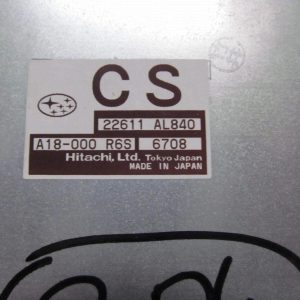 CS
22611 AL840
A18-000 R6S 6708
Hitachi, Ltd. Tokyo Japan
MADE IN JAPAN